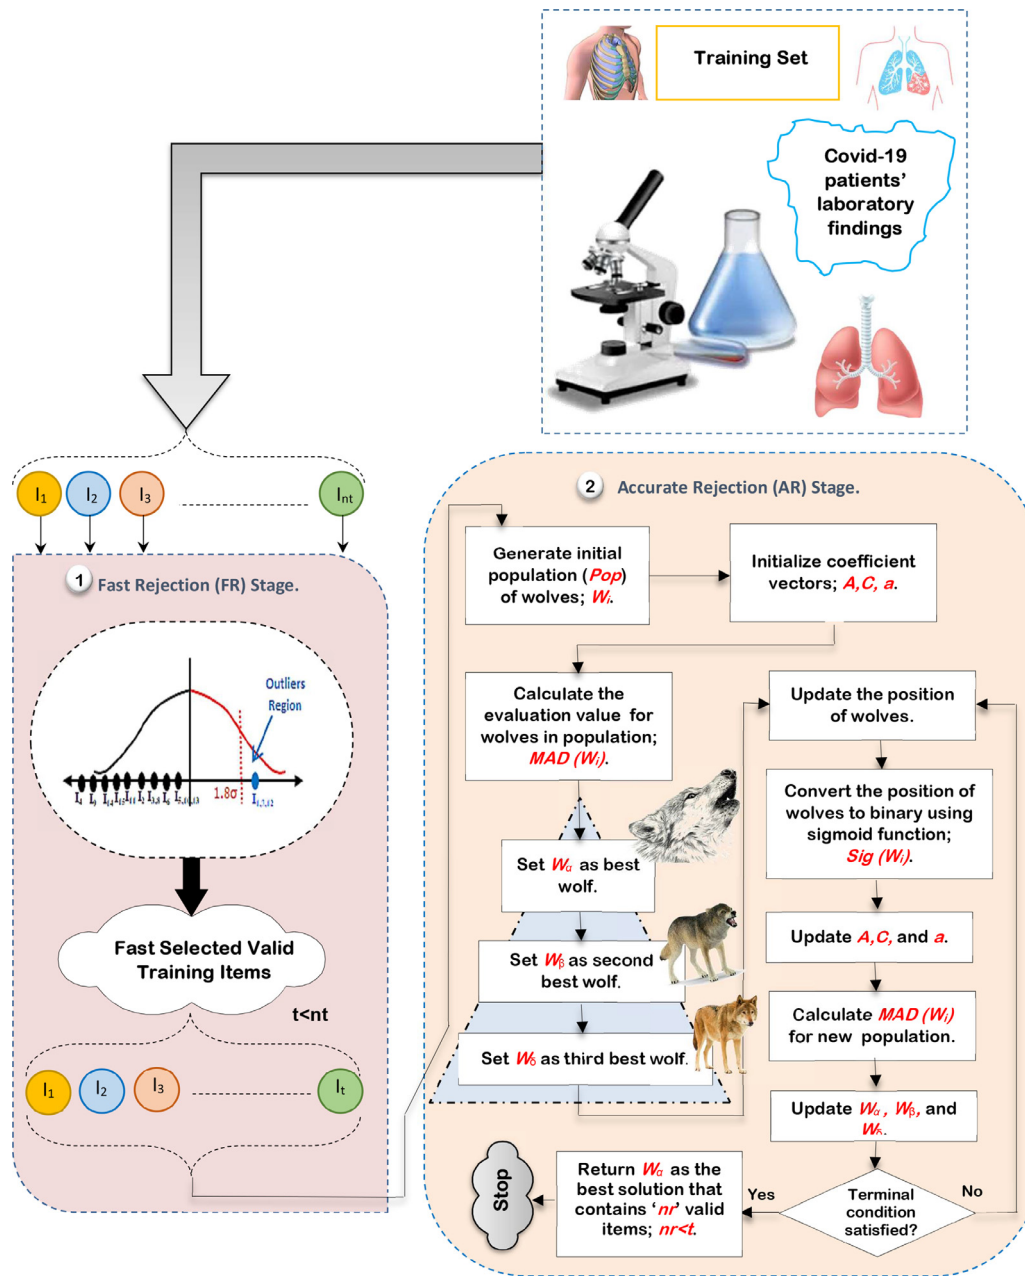 Training Set
Covid-19
patients'
laboratory
findings
I1
I2
I3
Int
1 Fast Rejection (FR) Stage.
Outliers
Region
1.8σ
I1,7,12
Fast Selected Valid
Training Items
t<nt
I1
I2
I3
It
2 Accurate Rejection (AR) Stage.
Generate initial
population (Pop)
of wolves; Wi.
Initialize coefficient
vectors; A,C, a.
Calculate the
evaluation value for
wolves in population;
MAD (Wi).
Set Wα as best
wolf.
Set Wβ as second
best wolf.
Set Wδ as third best wolf.
Update the position
of wolves.
Convert the position
of wolves to binary using
sigmoid function;
Sig (Wi).
Update A,C, and a.
Calculate MAD (Wi)
for new population.
Update Wα , Wβ, and
Wδ.
Terminal
condition
satisfied?
No
Yes
Return Wα as the
best solution that
contains 'nr' valid
items; nr<t.
Stop